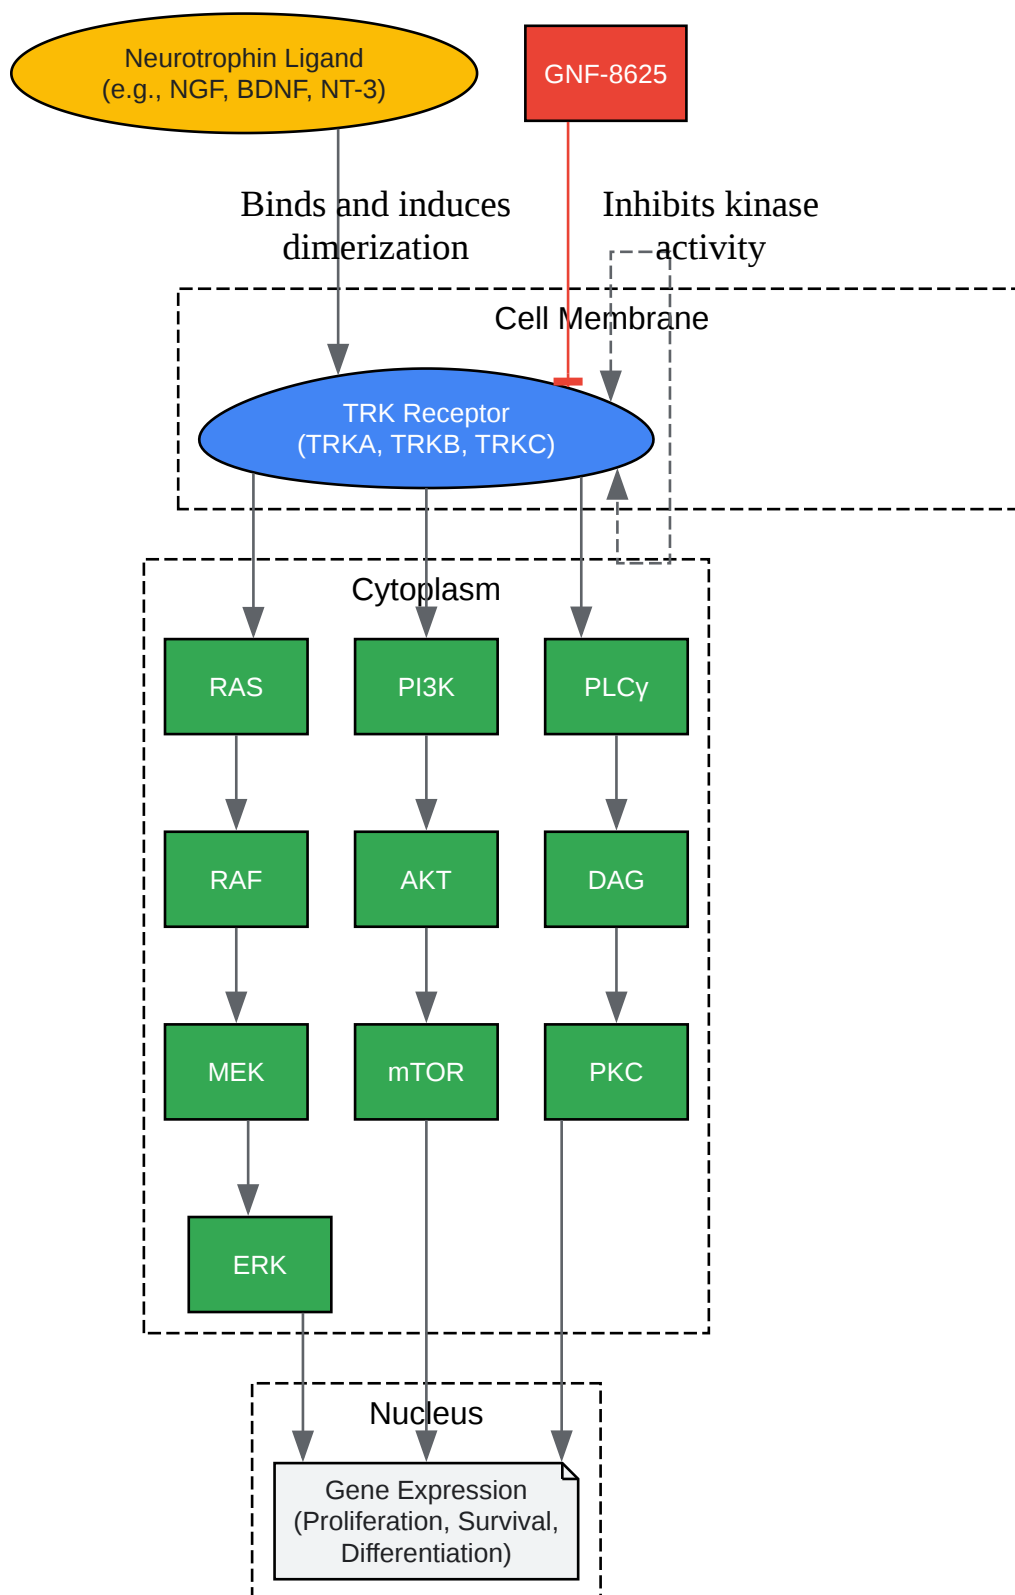 Neurotrophin Ligand
(e.g., NGF, BDNF, NT-3)
GNF-8625
Binds and induces
dimerization
Inhibits kinase
activity
Cell Membrane
TRK Receptor
(TRKA, TRKB, TRKC)
Cytoplasm
RAS
PI3K
PLCγ
RAF
AKT
DAG
MEK
mTOR
PKC
ERK
Nucleus
Gene Expression
(Proliferation, Survival,
Differentiation)